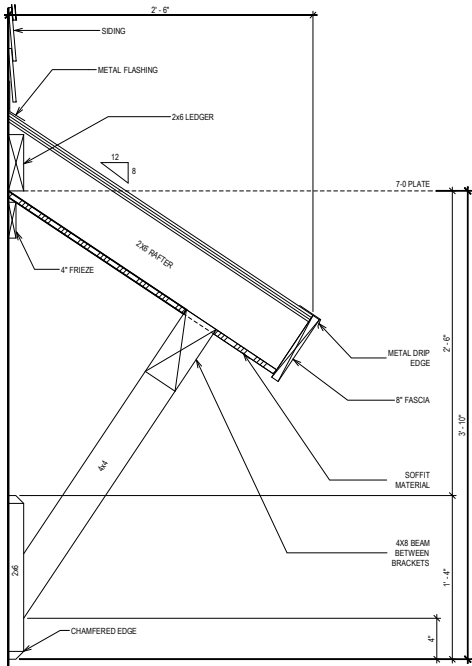 2' - 6"
SIDING
METAL FLASHING
2x6 LEDGER
12
8
7-0 PLATE
2X6 RAFTER
4" FRIEZE
METAL DRIP
EDGE
2' - 6"
8" FASCIA
3' - 10"
4x4
SOFFIT
MATERIAL
4X8 BEAM
BETWEEN
BRACKETS
2x6
1' - 4"
CHAMFERED EDGE
4"